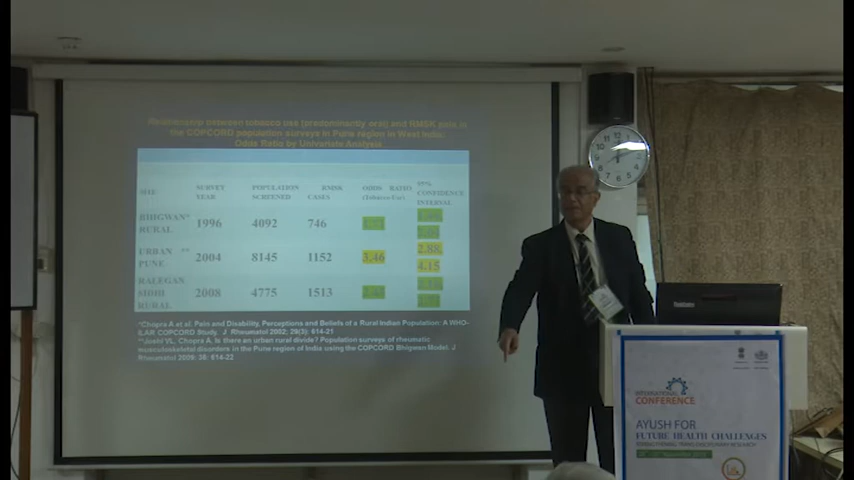 Relationship between tobacco use (predominently oral) and RMSK pain in
the COPCORD population surveys in Pune region in West India:
Odds Ratio by Univariate Analysis
SITE SURVEY YEAR POPULATION SCREENED RMSK CASES ODDS RATIO (Tobacco Use) 95% CONFIDENCE INTERVAL
BHIGWAN* RURAL 1996 4092 746
URBAN ** PUNE 2004 8145 1152 3.46 2.88, 4.15
RALEGAN SIDHI RURAL 2008 4775 1513
*Chopra A et al: Pain and Disability, Perceptions and Beliefs of a Rural Indian Population: A WHO-
ILAR COPCORD Study. J Rheumatol 2002; 29(3): 614-21
**Joshi VL, Chopra A. Is there an urban rural divide? Population surveys of rheumatic
musculoskeletal disorders in the Pune region of India using the COPCORD Bhigwan Model. J
Rheumatol 2009: 36: 614-22
INTERNATIONAL
CONFERENCE
AYUSH FOR
FUTURE HEALTH CHALLENGES